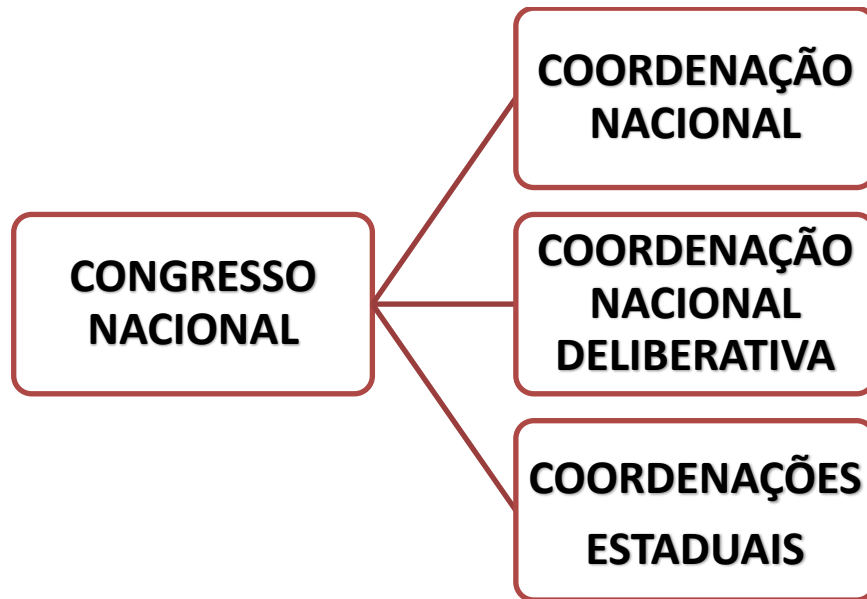 CONGRESSO
NACIONAL
COORDENAÇÃO
NACIONAL
COORDENAÇÃO
NACIONAL
DELIBERATIVA
COORDENAÇÕES
ESTADUAIS